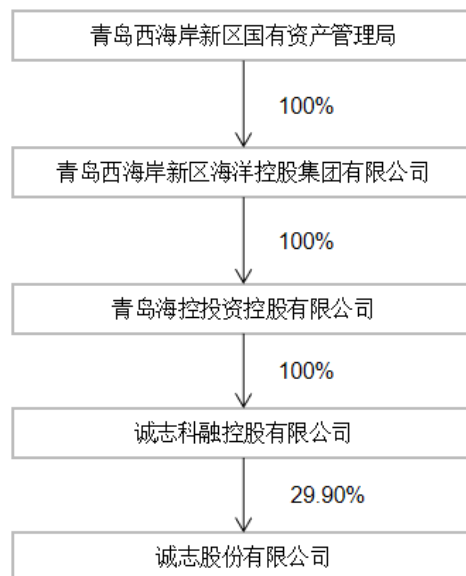 青岛西海岸新区国有资产管理局
100%
青岛西海岸新区海洋控股集团有限公司
100%
青岛海控投资控股有限公司
100%
诚志科融控股有限公司
29.90%
诚志股份有限公司